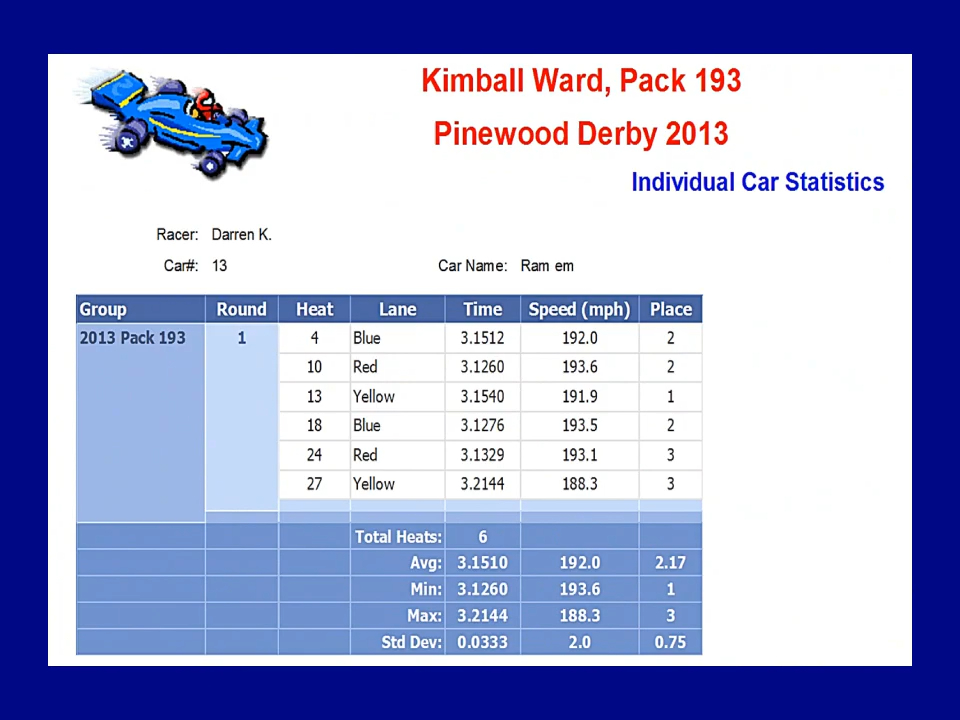 Kimball Ward, Pack 193
Pinewood Derby 2013
Individual Car Statistics
Racer: Darren K.
Car#: 13 Car Name: Ram em
Group Round Heat Lane Time Speed (mph) Place
2013 Pack 193 1 4 Blue 3.1512 192.0 2
10 Red 3.1260 193.6 2
13 Yellow 3.1540 191.9 1
18 Blue 3.1276 193.5 2
24 Red 3.1329 193.1 3
27 Yellow 3.2144 188.3 3
Total Heats: 6
Avg: 3.1510 192.0 2.17
Min: 3.1260 193.6 1
Max: 3.2144 188.3 3
Std Dev: 0.0333 2.0 0.75